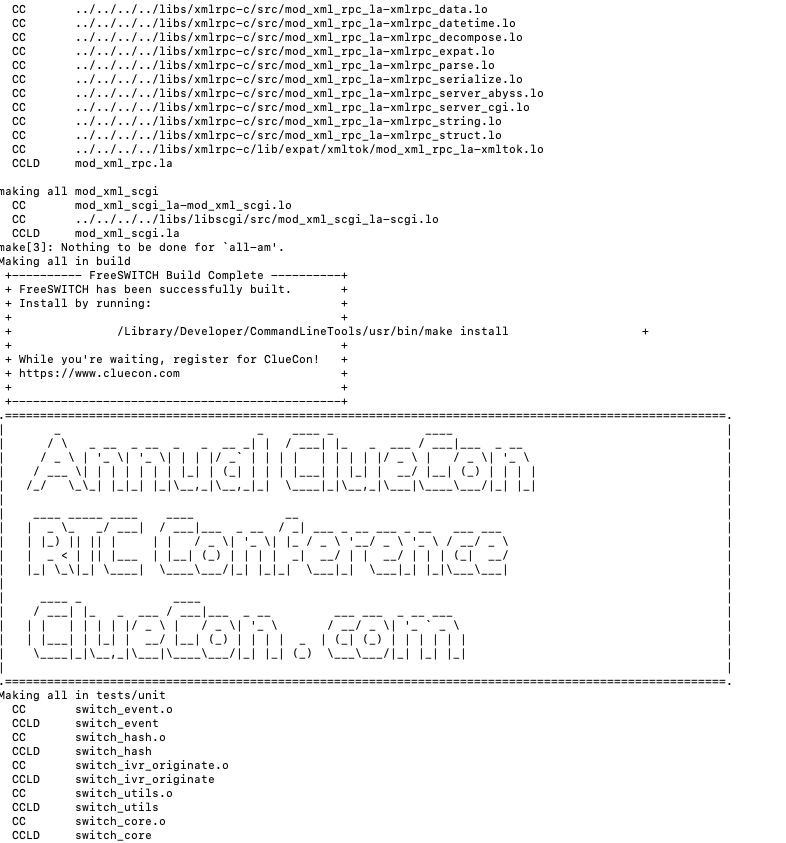 CC ../../../../libs/xmlrpc-c/src/mod_xml_rpc_la-xmlrpc_data.lo
CC ../../../../libs/xmlrpc-c/src/mod_xml_rpc_la-xmlrpc_datetime.lo
CC ../../../../libs/xmlrpc-c/src/mod_xml_rpc_la-xmlrpc_decompose.lo
CC ../../../../libs/xmlrpc-c/src/mod_xml_rpc_la-xmlrpc_expat.lo
CC ../../../../libs/xmlrpc-c/src/mod_xml_rpc_la-xmlrpc_parse.lo
CC ../../../../libs/xmlrpc-c/src/mod_xml_rpc_la-xmlrpc_serialize.lo
CC ../../../../libs/xmlrpc-c/src/mod_xml_rpc_la-xmlrpc_server_abyss.lo
CC ../../../../libs/xmlrpc-c/src/mod_xml_rpc_la-xmlrpc_server_cgi.lo
CC ../../../../libs/xmlrpc-c/src/mod_xml_rpc_la-xmlrpc_string.lo
CC ../../../../libs/xmlrpc-c/src/mod_xml_rpc_la-xmlrpc_struct.lo
CC ../../../../libs/xmlrpc-c/lib/expat/xmltok/mod_xml_rpc_la-xmltok.lo
CCLD mod_xml_rpc.la
making all mod_xml_scgi
CC mod_xml_scgi_la-mod_xml_scgi.lo
CC ../../../../libs/libscgi/src/mod_xml_scgi_la-scgi.lo
CCLD mod_xml_scgi.la
make[3]: Nothing to be done for `all-am'.
Making all in build
+---------- FreeSWITCH Build Complete ----------+
+ FreeSWITCH has been successfully built. +
+ Install by running: +
+ +
+ /Library/Developer/CommandLineTools/usr/bin/make install +
+ +
+ While you're waiting, register for ClueCon! +
+ https://www.cluecon.com +
+ +
+-----------------------------------------------+
Annual ClueCon
RTC Conference
ClueCon.com
Making all in tests/unit
CC switch_event.o
CCLD switch_event
CC switch_hash.o
CCLD switch_hash
CC switch_ivr_originate.o
CCLD switch_ivr_originate
CC switch_utils.o
CCLD switch_utils
CC switch_core.o
CCLD switch_core